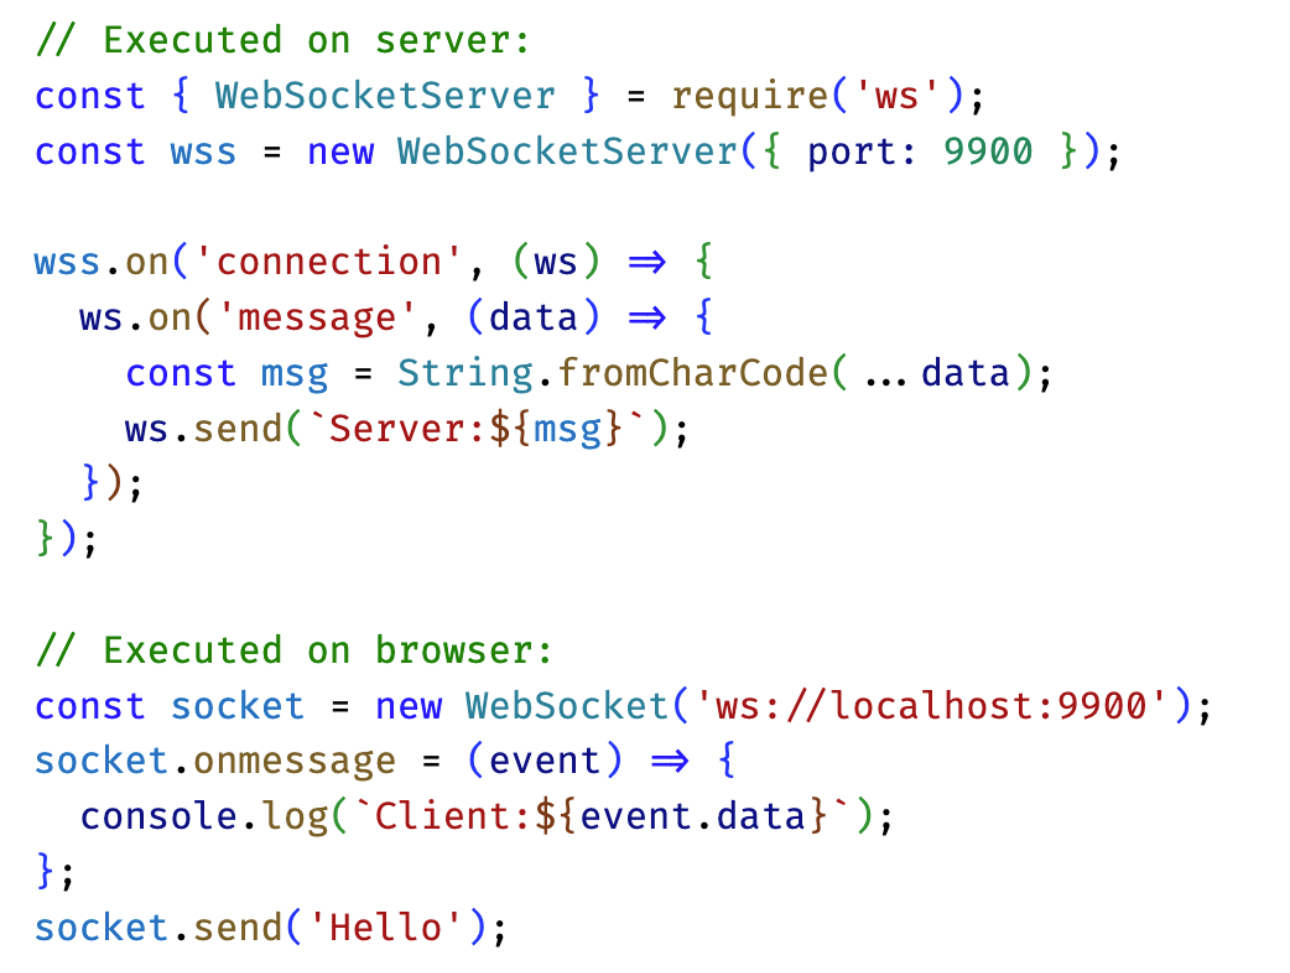 // Executed on server:
const { WebSocketServer } = require('ws');
const wss = new WebSocketServer({ port: 9900 });

wss.on('connection', (ws) => {
  ws.on('message', (data) => {
    const msg = String.fromCharCode(...data);
    ws.send(`Server:${msg}`);
  });
});

// Executed on browser:
const socket = new WebSocket('ws://localhost:9900');
socket.onmessage = (event) => {
  console.log(`Client:${event.data}`);
};
socket.send('Hello');